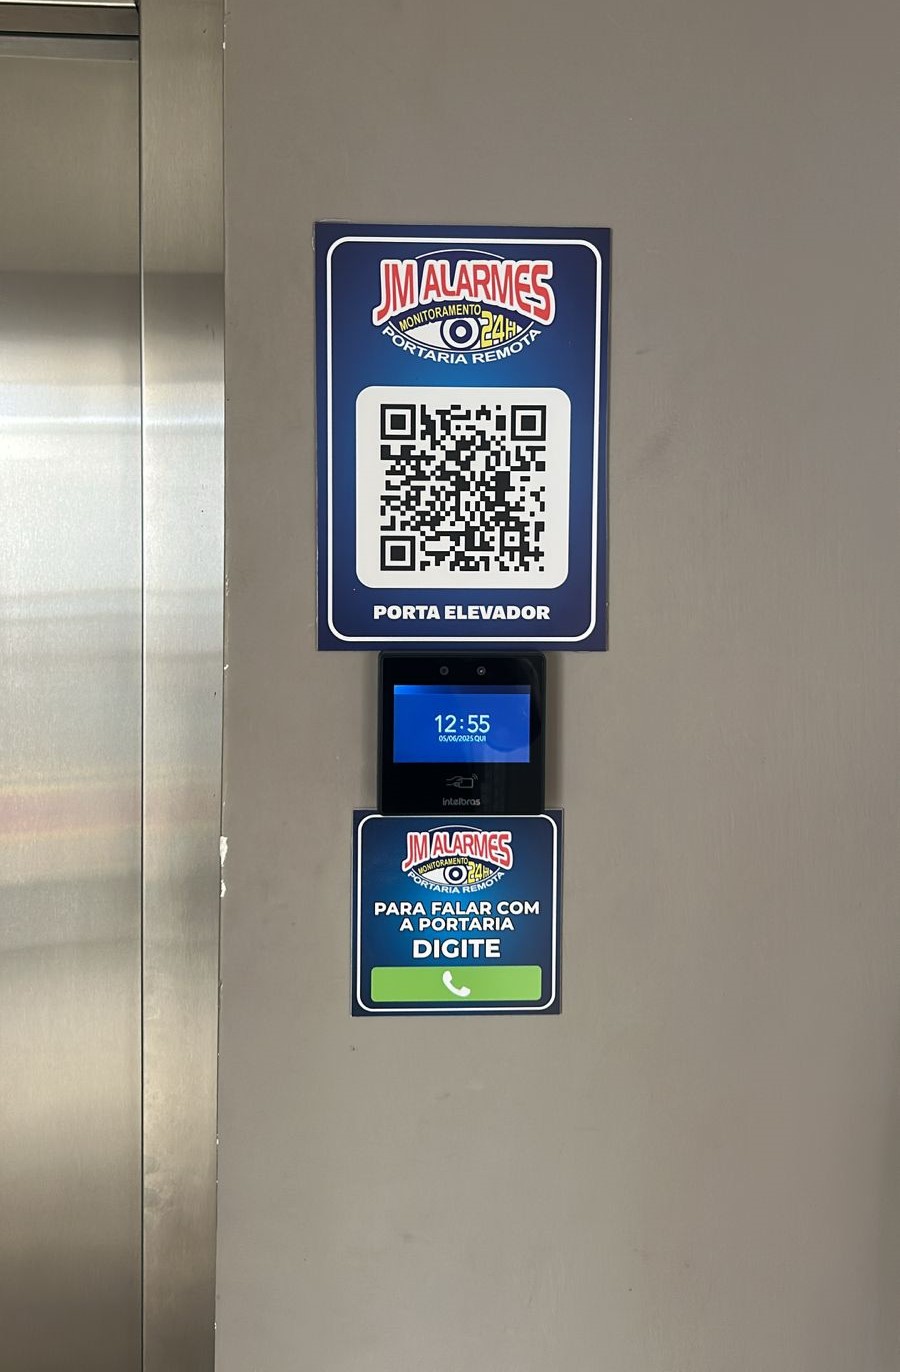 JM ALARMES
MONITORAMENTO 24H
PORTARIA REMOTA
PORTA ELEVADOR
12:55
05/06/2025 QUI
intelbras
JM ALARMES
MONITORAMENTO 24H
PORTARIA REMOTA
PARA FALAR COM
A PORTARIA
DIGITE